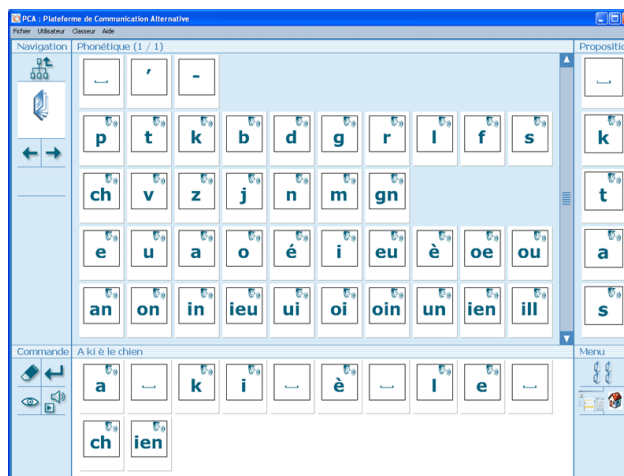 PCA : Plateforme de Communication Alternative
Fichier Utilisateur Classeur Aide
Navigation
Phonétique (1 / 1)
Propositio
' -
p t k b d g r l f s
ch v z j n m gn
e u a o é i eu è oe ou
an on in ieu ui oi oin un ien ill
k
t
a
s
Commande
A ki è le chien
Menu
a k i è l e
ch ien